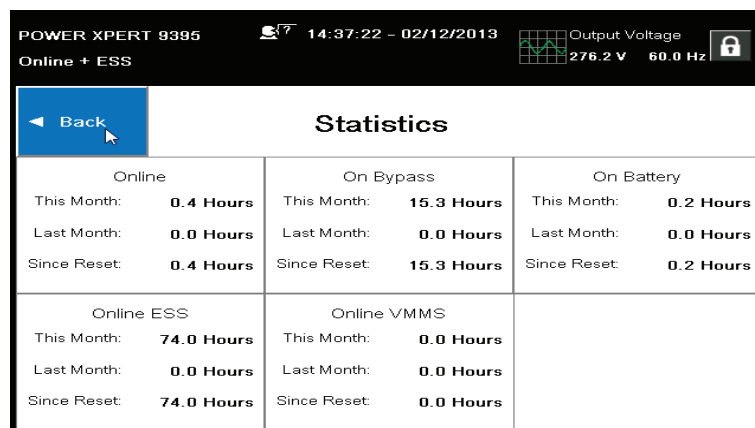 POWER XPERT 9395
? 14:37:22 - 02/12/2013
Output Voltage
Online + ESS
276.2 V 60.0 Hz
Back
Statistics
Online
This Month: 0.4 Hours
Last Month: 0.0 Hours
Since Reset: 0.4 Hours
On Bypass
This Month: 15.3 Hours
Last Month: 0.0 Hours
Since Reset: 15.3 Hours
On Battery
This Month: 0.2 Hours
Last Month: 0.0 Hours
Since Reset: 0.2 Hours
Online ESS
This Month: 74.0 Hours
Last Month: 0.0 Hours
Since Reset: 74.0 Hours
Online VMMS
This Month: 0.0 Hours
Last Month: 0.0 Hours
Since Reset: 0.0 Hours